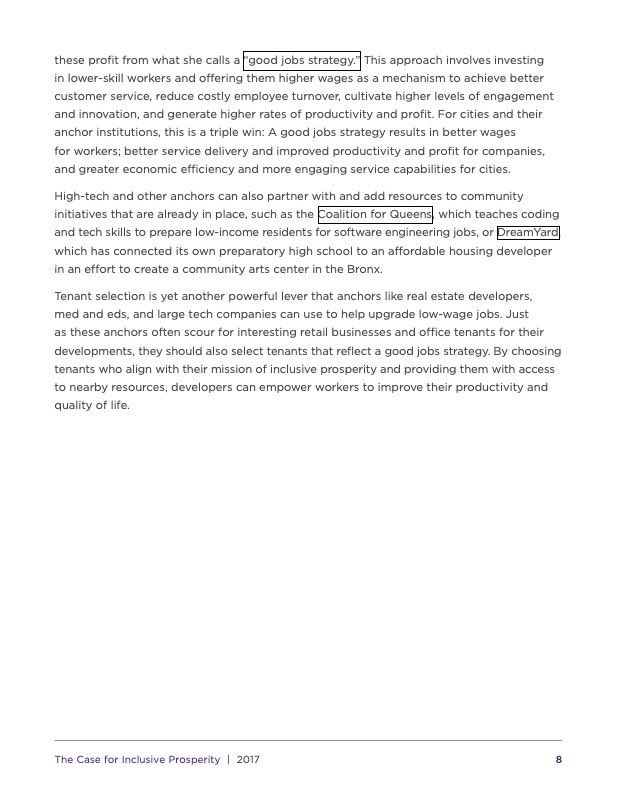 these profit from what she calls a "good jobs strategy." This approach involves investing
in lower-skill workers and offering them higher wages as a mechanism to achieve better
customer service, reduce costly employee turnover, cultivate higher levels of engagement
and innovation, and generate higher rates of productivity and profit. For cities and their
anchor institutions, this is a triple win: A good jobs strategy results in better wages
for workers; better service delivery and improved productivity and profit for companies,
and greater economic efficiency and more engaging service capabilities for cities.
High-tech and other anchors can also partner with and add resources to community
initiatives that are already in place, such as the Coalition for Queens, which teaches coding
and tech skills to prepare low-income residents for software engineering jobs, or DreamYard,
which has connected its own preparatory high school to an affordable housing developer
in an effort to create a community arts center in the Bronx.
Tenant selection is yet another powerful lever that anchors like real estate developers,
med and eds, and large tech companies can use to help upgrade low-wage jobs. Just
as these anchors often scour for interesting retail businesses and office tenants for their
developments, they should also select tenants that reflect a good jobs strategy. By choosing
tenants who align with their mission of inclusive prosperity and providing them with access
to nearby resources, developers can empower workers to improve their productivity and
quality of life.
The Case for Inclusive Prosperity | 2017 8